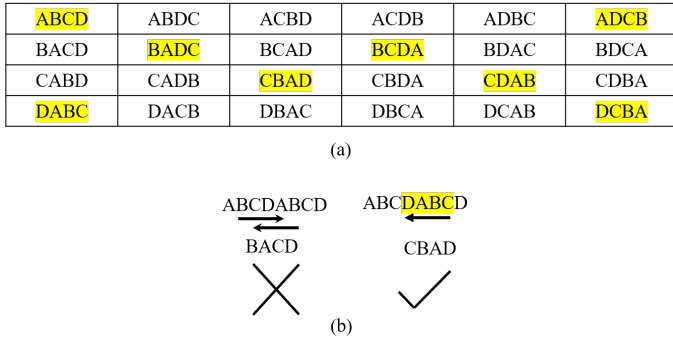 ABCD ABDC ACBD ACDB ADBC ADCB
BACD BADC BCAD BCDA BDAC BDCA
CABD CADB CBAD CBDA CDAB CDBA
DABC DACB DBAC DBCA DCAB DCBA
(a)
ABCDABCD ABCDABCD
BACD CBAD
(b)